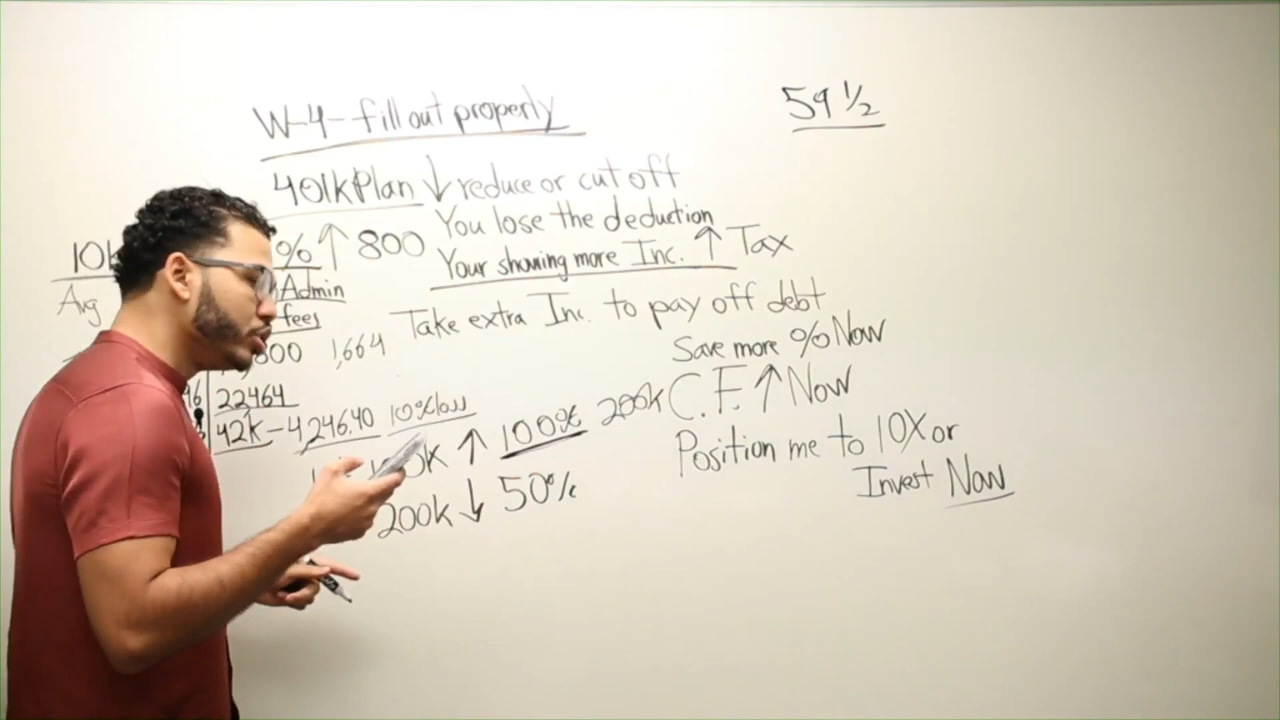 W-4 - fill out properly
59 1/2
401k Plan ↓ reduce or cut off
You lose the deduction
10k % ↑ 800
Your showing more Inc. ↑ Tax
Avg Admin
fees
Take extra Inc. to pay off debt
800 1,664
Save more % Now
22464
C.F. ↑ Now
42K - 4,246.40 10% loss
↑ 100% 200k
Position me to 10X or
Invest Now
200k ↓ 50%